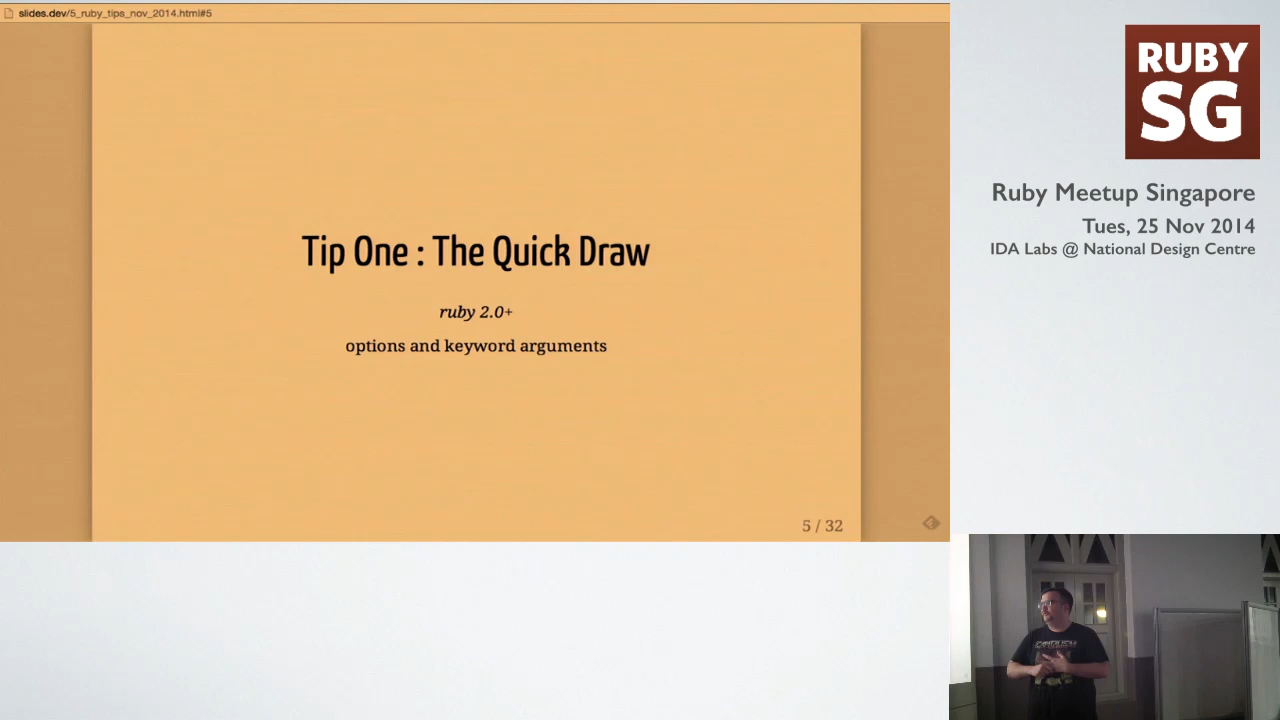 slides.dev/5_ruby_tips_nov_2014.html#5
Tip One : The Quick Draw
ruby 2.0+
options and keyword arguments
5 / 32
RUBY
SG
Ruby Meetup Singapore
Tues, 25 Nov 2014
IDA Labs @ National Design Centre